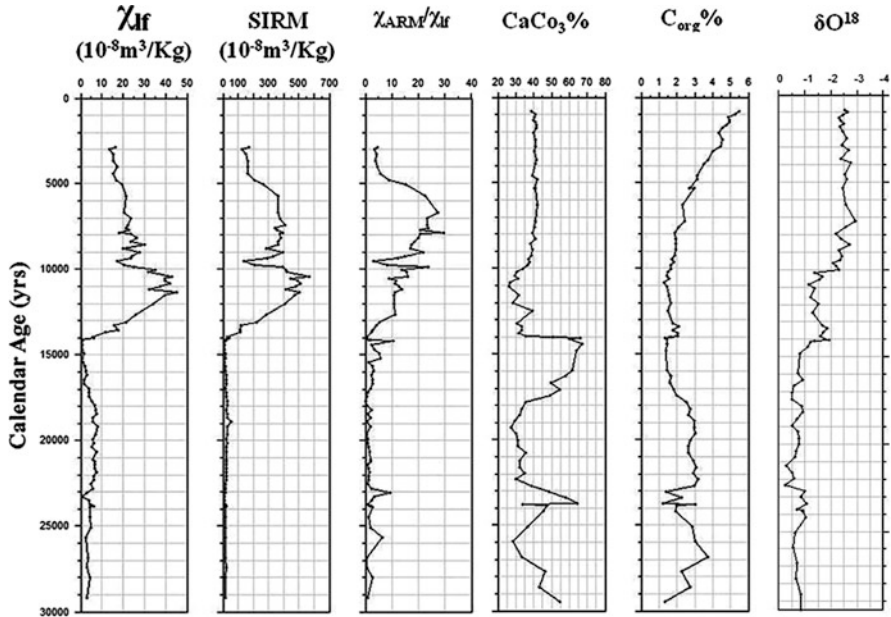 χlf SIRM χARM/χlf CaCo3% Corg% δO18
(10-8m3/Kg) (10-8m3/Kg)
0 10 20 30 40 50 0 100 300 500 700 0 10 20 30 40 20 30 40 50 60 70 80 0 1 2 3 4 5 6 -0 -1 -2 -3 -4
0
5000
10000
15000
20000
25000
30000
Calendar Age (yrs)